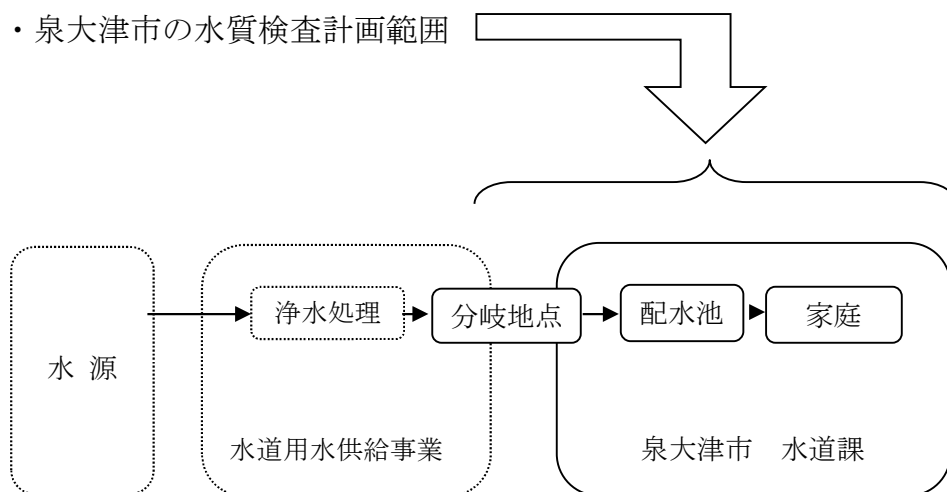 ・泉大津市の水質検査計画範囲
浄水処理
分岐地点
配水池
家庭
水 源
水道用水供給事業
泉大津市　水道課